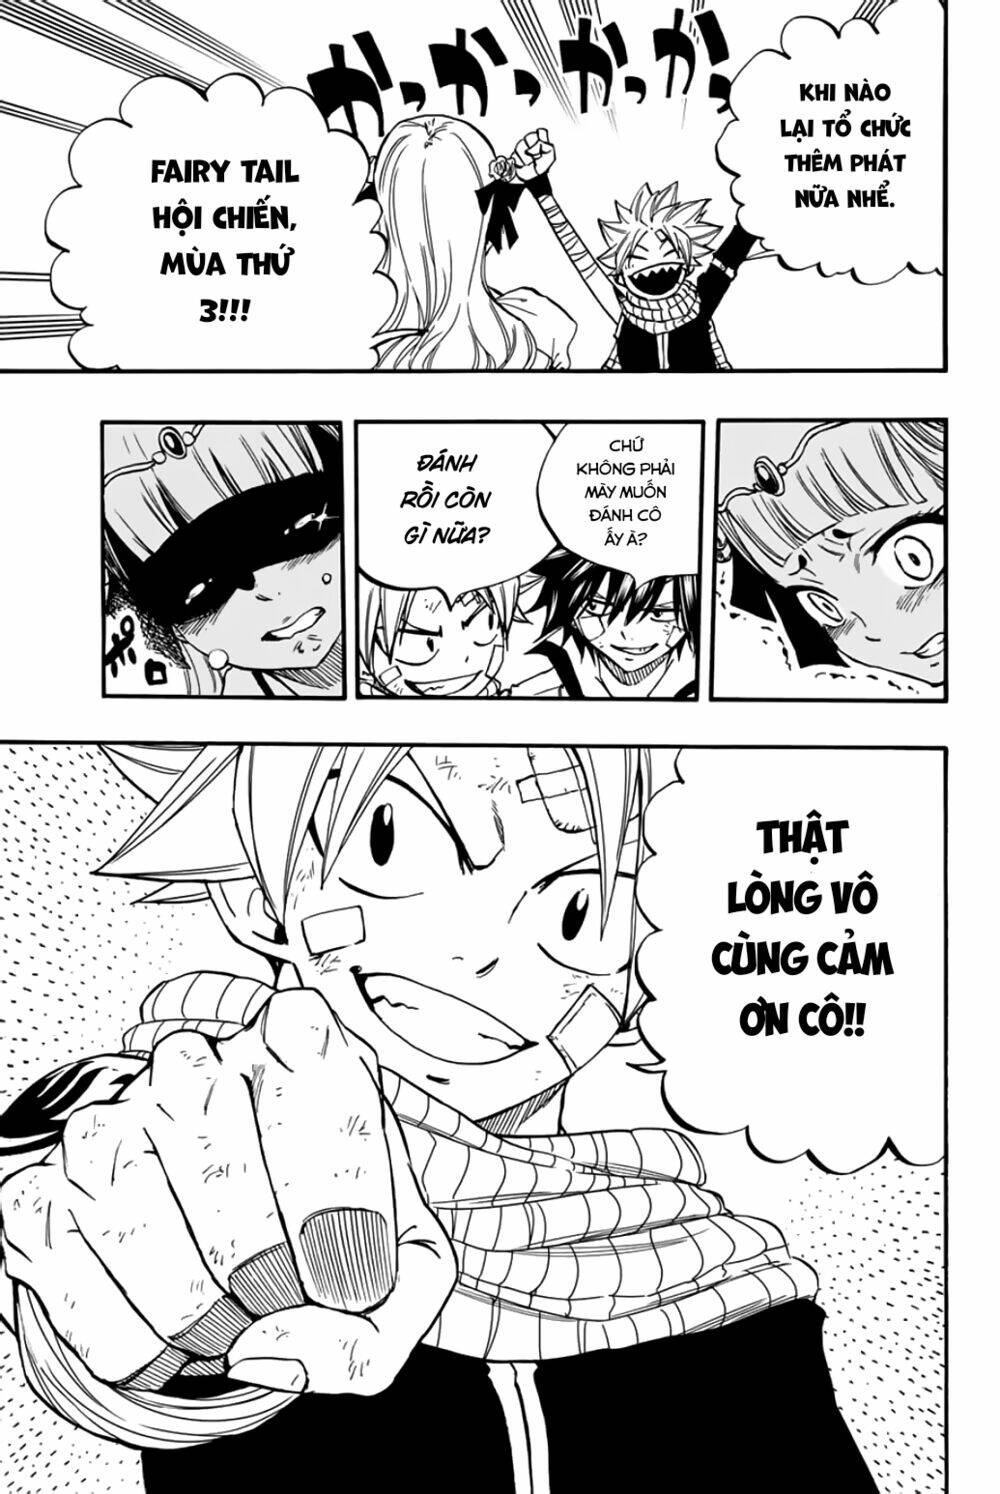 KHI NÀO
LẠI TỔ CHỨC
THÊM PHÁT
NỮA NHỂ.
かっかっかっ
FAIRY TAIL
HỘI CHIẾN,
MÙA THỨ
3!!!
CHỨ
KHÔNG PHẢI
MÀY MUỐN
ĐÁNH CÔ
ẤY À?
ĐÁNH
RỒI CÒN
GÌ NỮA?
ポロ
THẬT
LÒNG VÔ
CÙNG CẢM
ƠN CÔ!!